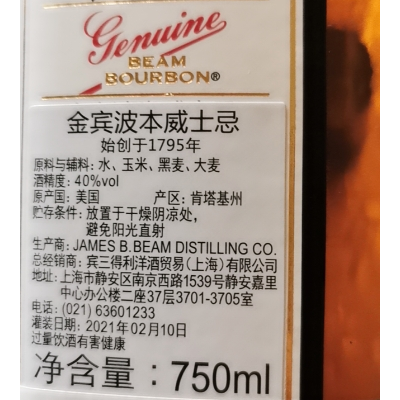 Genuine
BEAM
BOURBON®
金宾波本威士忌
始创于1795年
原料与辅料: 水、玉米、黑麦、大麦
酒精度: 40%vol
原产国: 美国 产区: 肯塔基州
贮存条件: 放置于干燥阴凉处,
避免阳光直射
生产商: JAMES B.BEAM DISTILLING CO.
总经销商: 宾三得利洋酒贸易(上海)有限公司
地址: 上海市静安区南京西路1539号静安嘉里
中心办公楼二座37层3701-3705室
电话: (021) 63601233
灌装日期: 2021年02月10日
过量饮酒有害健康
净含量: 750ml